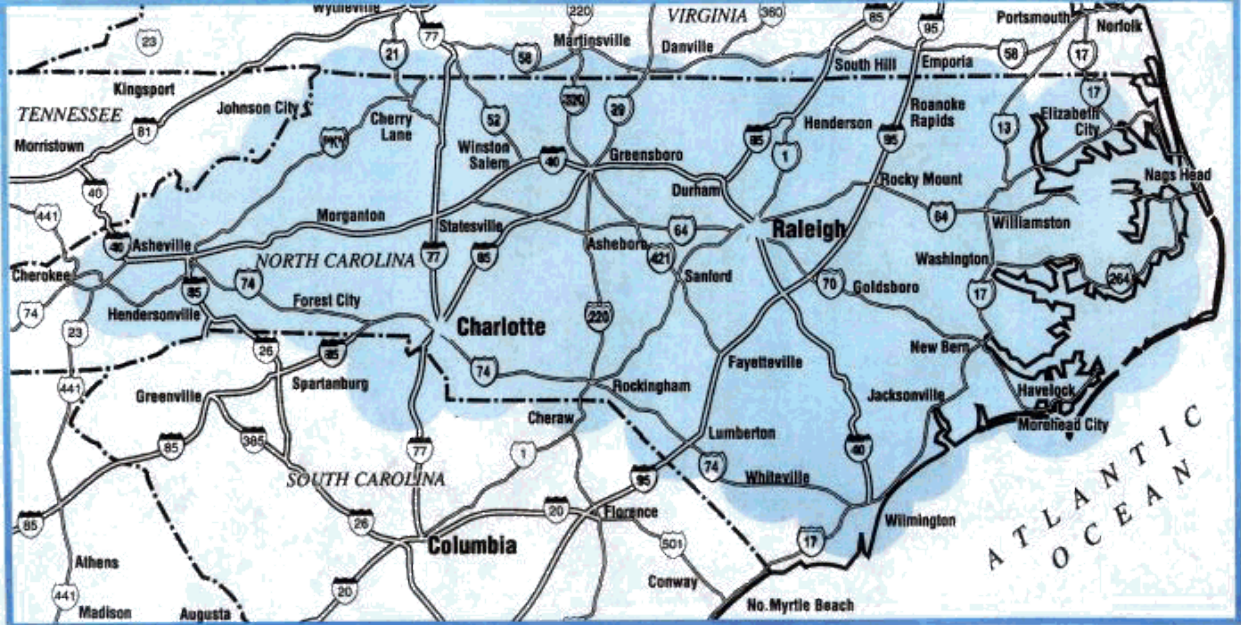 Wytheville
220
VIRGINIA
360
85
Portsmouth
Norfolk
23
21
77
58
Martinsville
Danville
95
58
17
South Hill
Emporia
Kingsport
TENNESSEE
Johnson City
81
Morristown
Cherry
Lane
52
Winston
Salem
220
29
40
Greensboro
85
1
Henderson
Roanoke
Rapids
95
13
17
Elizabeth
City
Nags Head
40
441
Morganton
Statesville
Durham
Rocky Mount
64
Williamston
40
Asheville
NORTH CAROLINA
77
85
Asheboro
64
421
Raleigh
Washington
264
Cherokee
74
85
74
Forest City
Sanford
70
Goldsboro
17
Hendersonville
23
Charlotte
220
New Bern
26
85
Spartanburg
74
Fayetteville
441
Greenville
Rockingham
Jacksonville
Havelock
Morehead City
Cheraw
85
385
77
1
Lumberton
74
40
SOUTH CAROLINA
95
Whiteville
85
26
20
Florence
Wilmington
ATLANTIC
OCEAN
Columbia
501
17
Athens
441
20
Conway
Madison
Augusta
No. Myrtle Beach